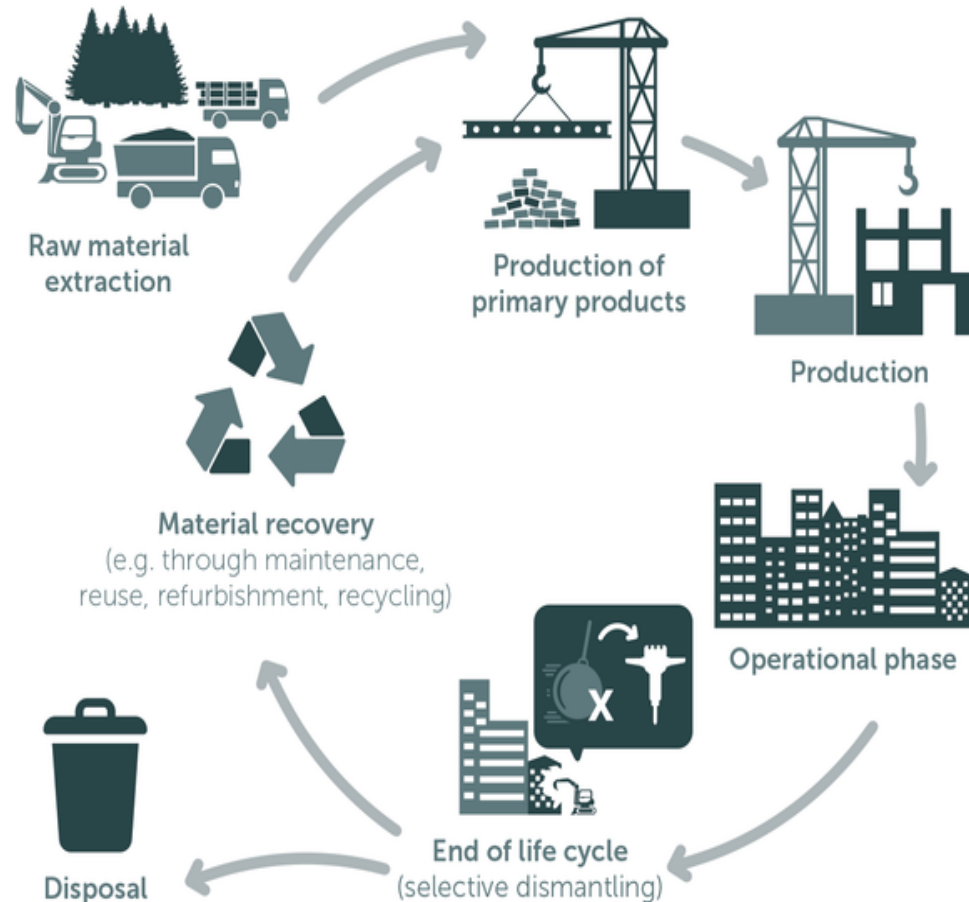 Raw material
extraction
Production of
primary products
Production
Material recovery
(e.g. through maintenance,
reuse, refurbishment, recycling)
Operational phase
X
End of life cycle
(selective dismantling)
Disposal